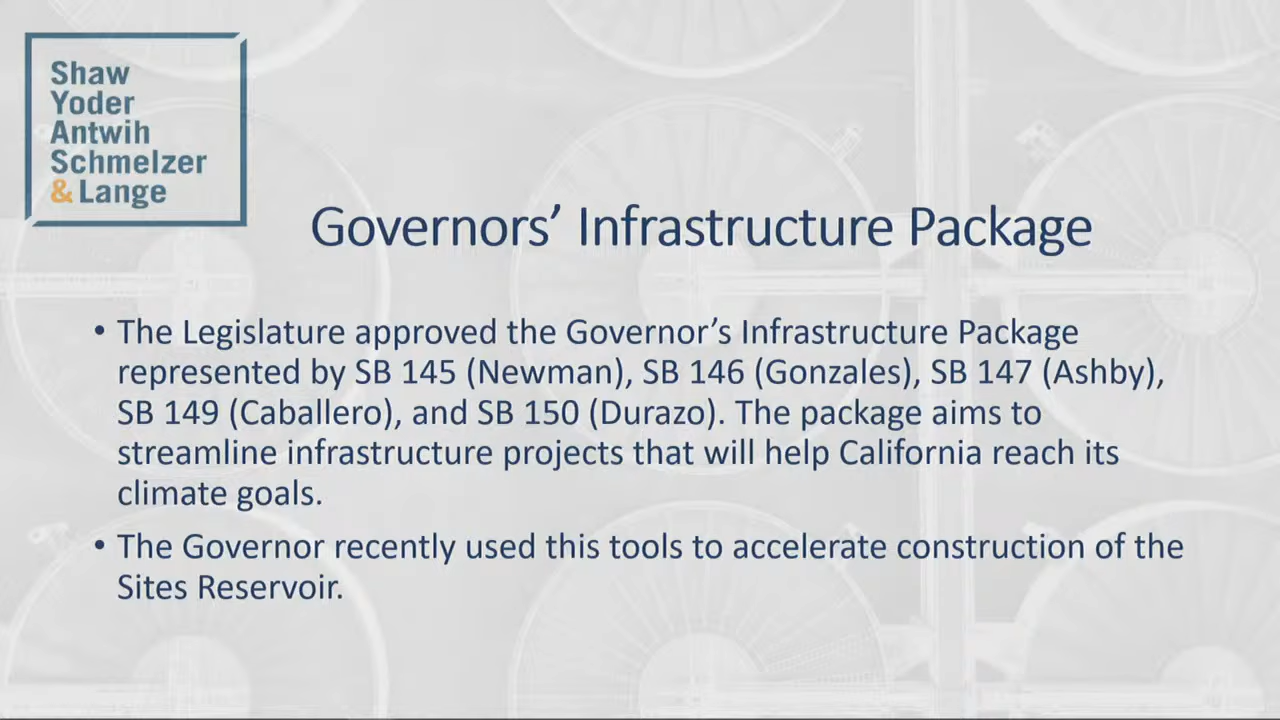 Shaw
Yoder
Antwih
Schmelzer
& Lange
Governors’ Infrastructure Package
• The Legislature approved the Governor’s Infrastructure Package
represented by SB 145 (Newman), SB 146 (Gonzales), SB 147 (Ashby),
SB 149 (Caballero), and SB 150 (Durazo). The package aims to
streamline infrastructure projects that will help California reach its
climate goals.
• The Governor recently used this tools to accelerate construction of the
Sites Reservoir.